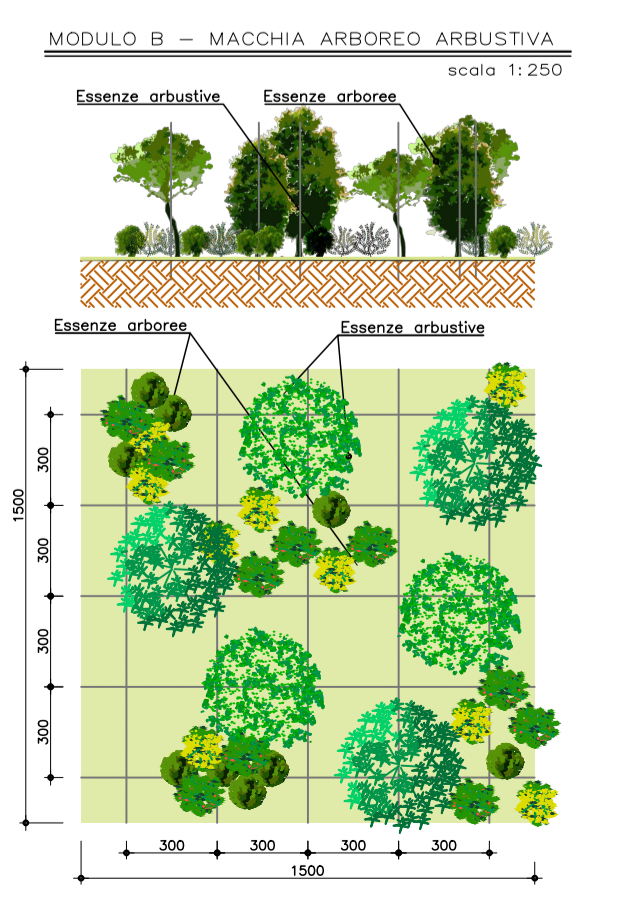 MODULO B – MACCHIA ARBOREO ARBUSTIVA
scala 1:250
Essenze arbustive
Essenze arboree
Essenze arboree
Essenze arbustive
1500
300
300
300
300
300
300
300
300
1500